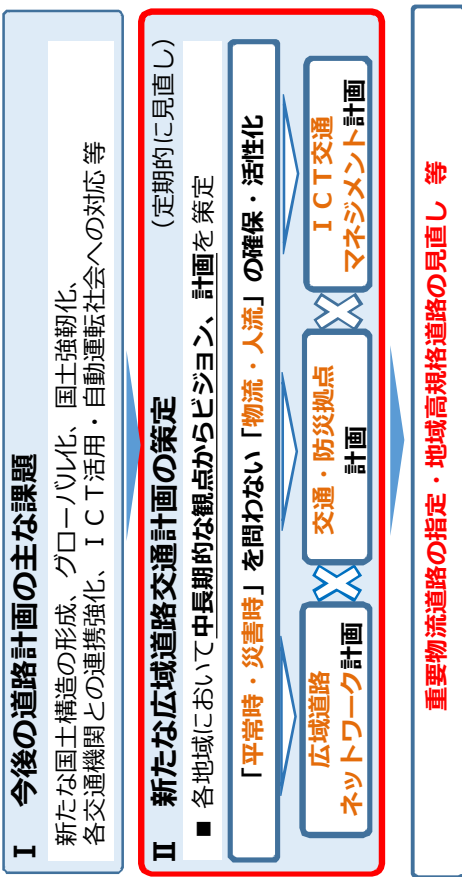 Ⅰ 今後の道路計画の主な課題
新たな国土構造の形成、グローバル化、国土強靭化、
各交通機関との連携強化、ＩＣＴ活用・自動運転社会への対応 等
Ⅱ 新たな広域道路交通計画の策定 （定期的に見直し）
■ 各地域において中長期的な観点からビジョン、計画を策定
「平常時・災害時」を問わない「物流・人流」の確保・活性化
広域道路
ネットワーク計画
交通・防災拠点
計画
ＩＣＴ交通
マネジメント計画
重要物流道路の指定・地域高規格道路の見直し 等